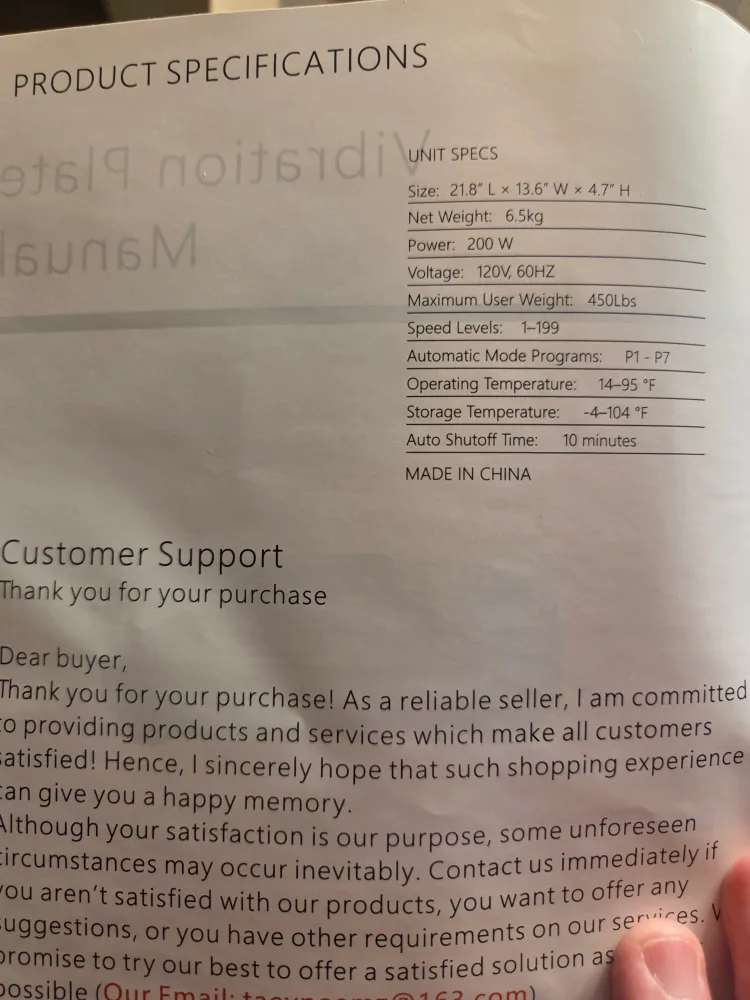 PRODUCT SPECIFICATIONS
Vibration Plate
Manual
UNIT SPECS
Size: 21.8” L × 13.6” W × 4.7” H
Net Weight: 6.5kg
Power: 200 W
Voltage: 120V, 60HZ
Maximum User Weight: 450Lbs
Speed Levels: 1–199
Automatic Mode Programs: P1 - P7
Operating Temperature: 14–95 °F
Storage Temperature: -4–104 °F
Auto Shutoff Time: 10 minutes
MADE IN CHINA
Customer Support
Thank you for your purchase
Dear buyer,
Thank you for your purchase! As a reliable seller, I am committed
to providing products and services which make all customers
satisfied! Hence, I sincerely hope that such shopping experience
can give you a happy memory.
Although your satisfaction is our purpose, some unforeseen
circumstances may occur inevitably. Contact us immediately if
you aren’t satisfied with our products, you want to offer any
suggestions, or you have other requirements on our services.
promise to try our best to offer a satisfied solution as
possible (Our Email: